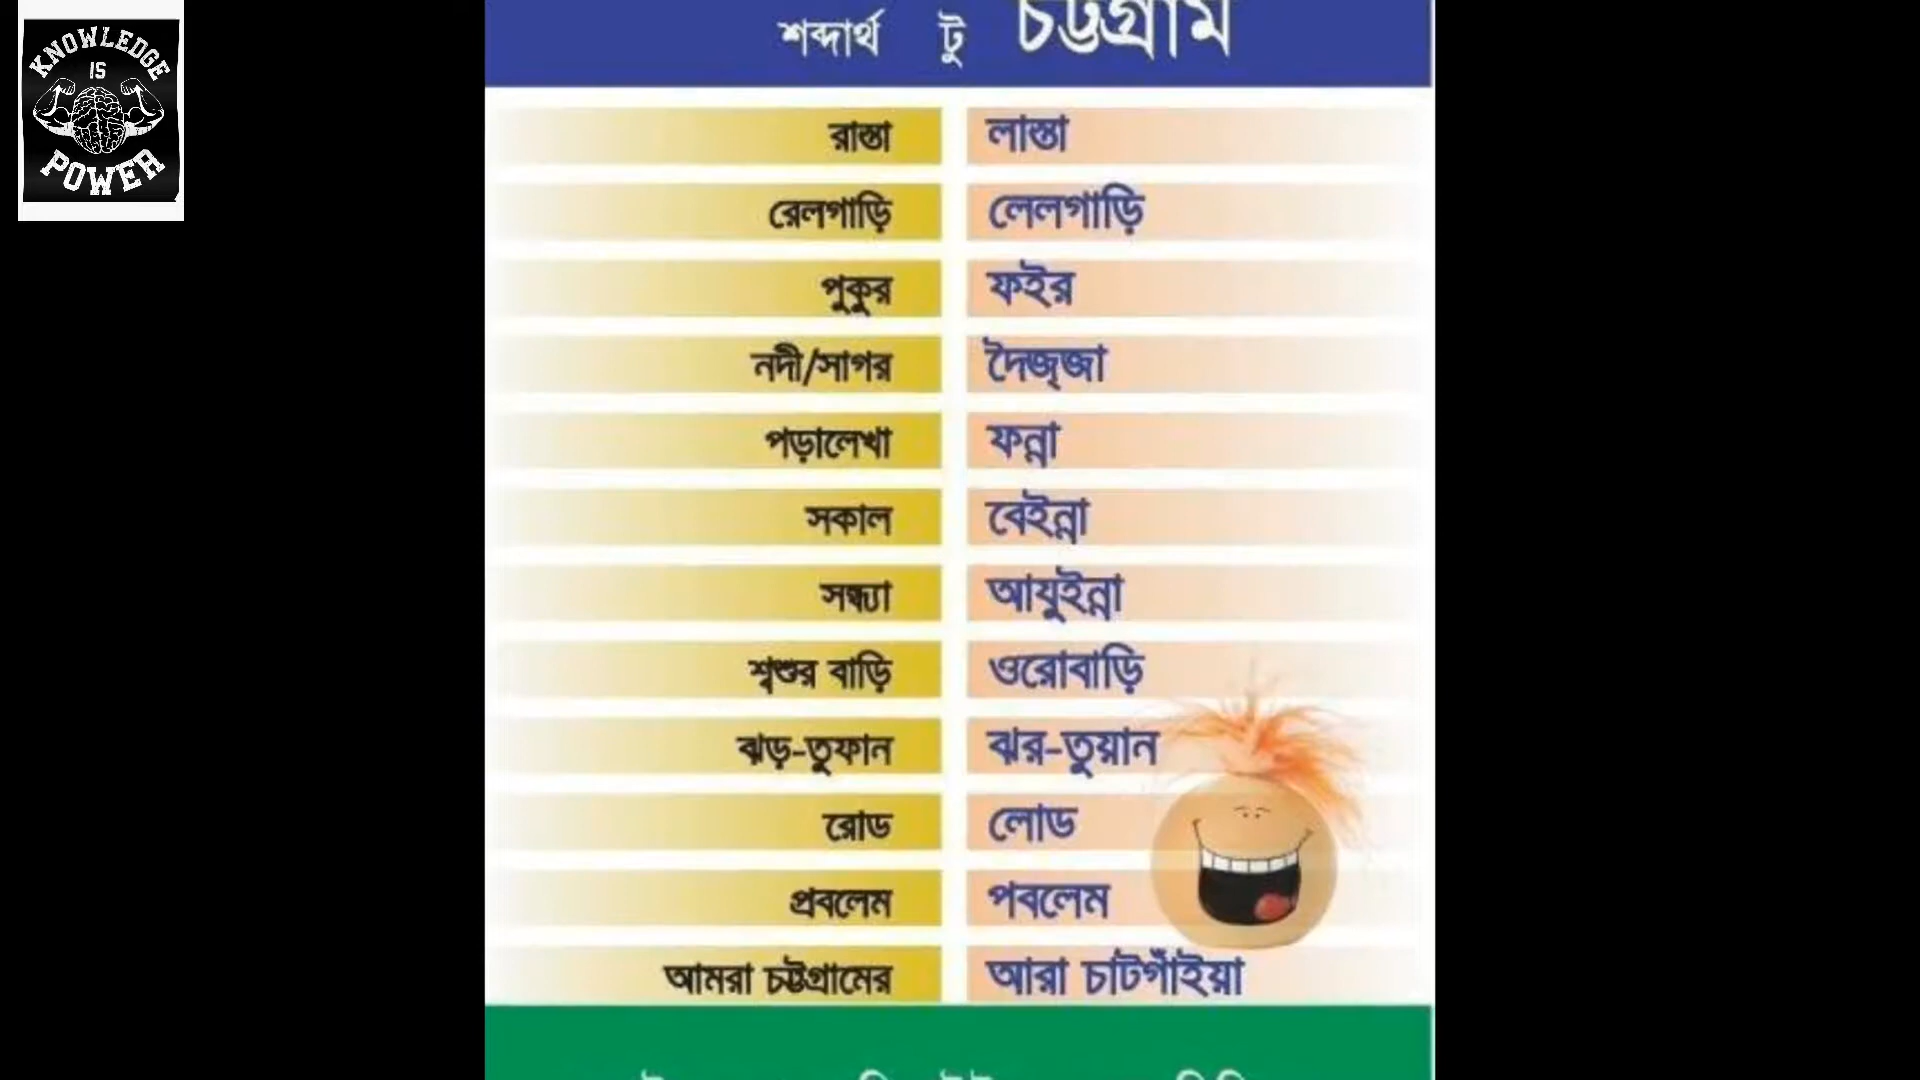 KNOWLEDGE
IS
POWER
শব্দার্থ টু চট্টগ্রাম
রাস্তা লাস্তা
রেলগাড়ি লেলগাড়ি
পুকুর ফইর
নদী/সাগর দৈজ্জা
পড়ালেখা ফন্না
সকাল বেইন্না
সন্ধ্যা আযুইন্না
শ্বশুর বাড়ি ওরোবাড়ি
ঝড়-তুফান ঝর-তুয়ান
রোড লোড
প্রবলেম পবলেম
আমরা চট্টগ্রামের আরা চাটগাঁইয়া